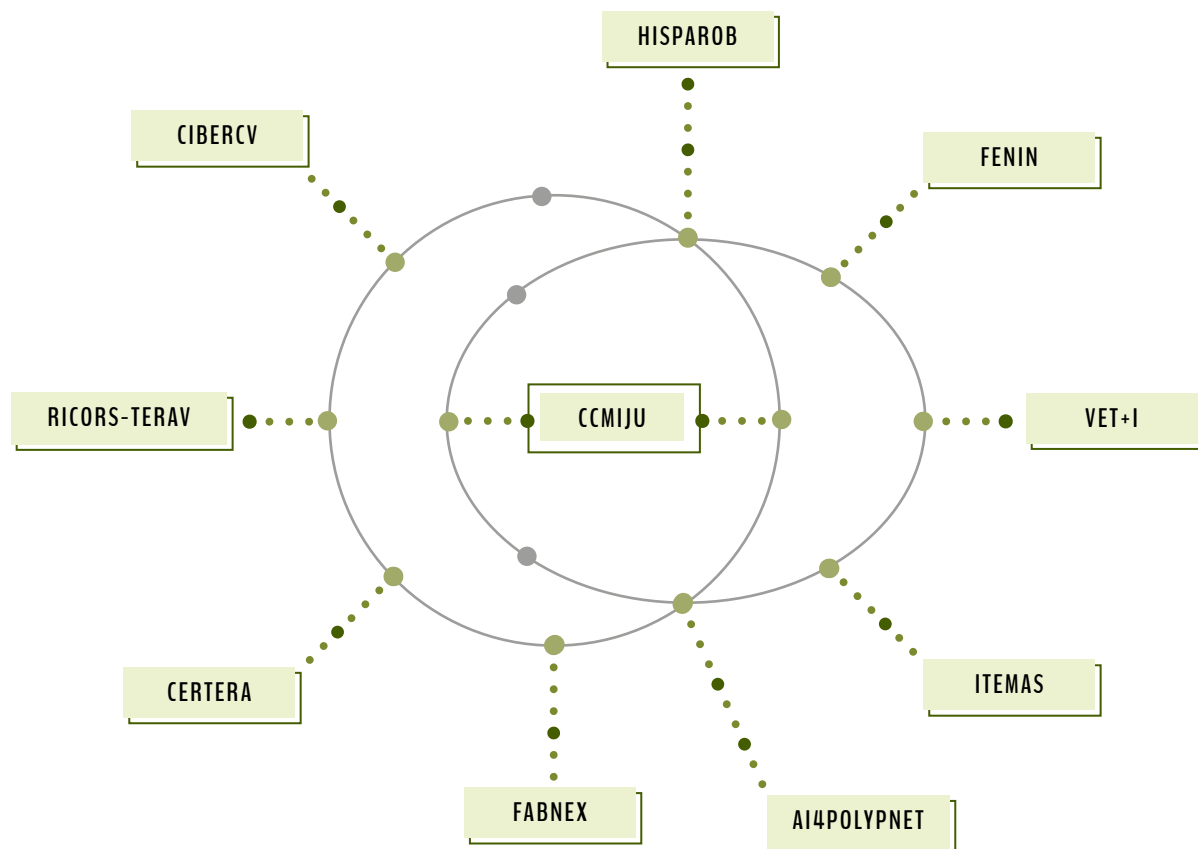 HISPAROB
CIBERCV
FENIN
RICORS-TERAV
CCMIJU
VET+I
CERTERA
ITEMAS
FABNEX
AI4POLYPNET